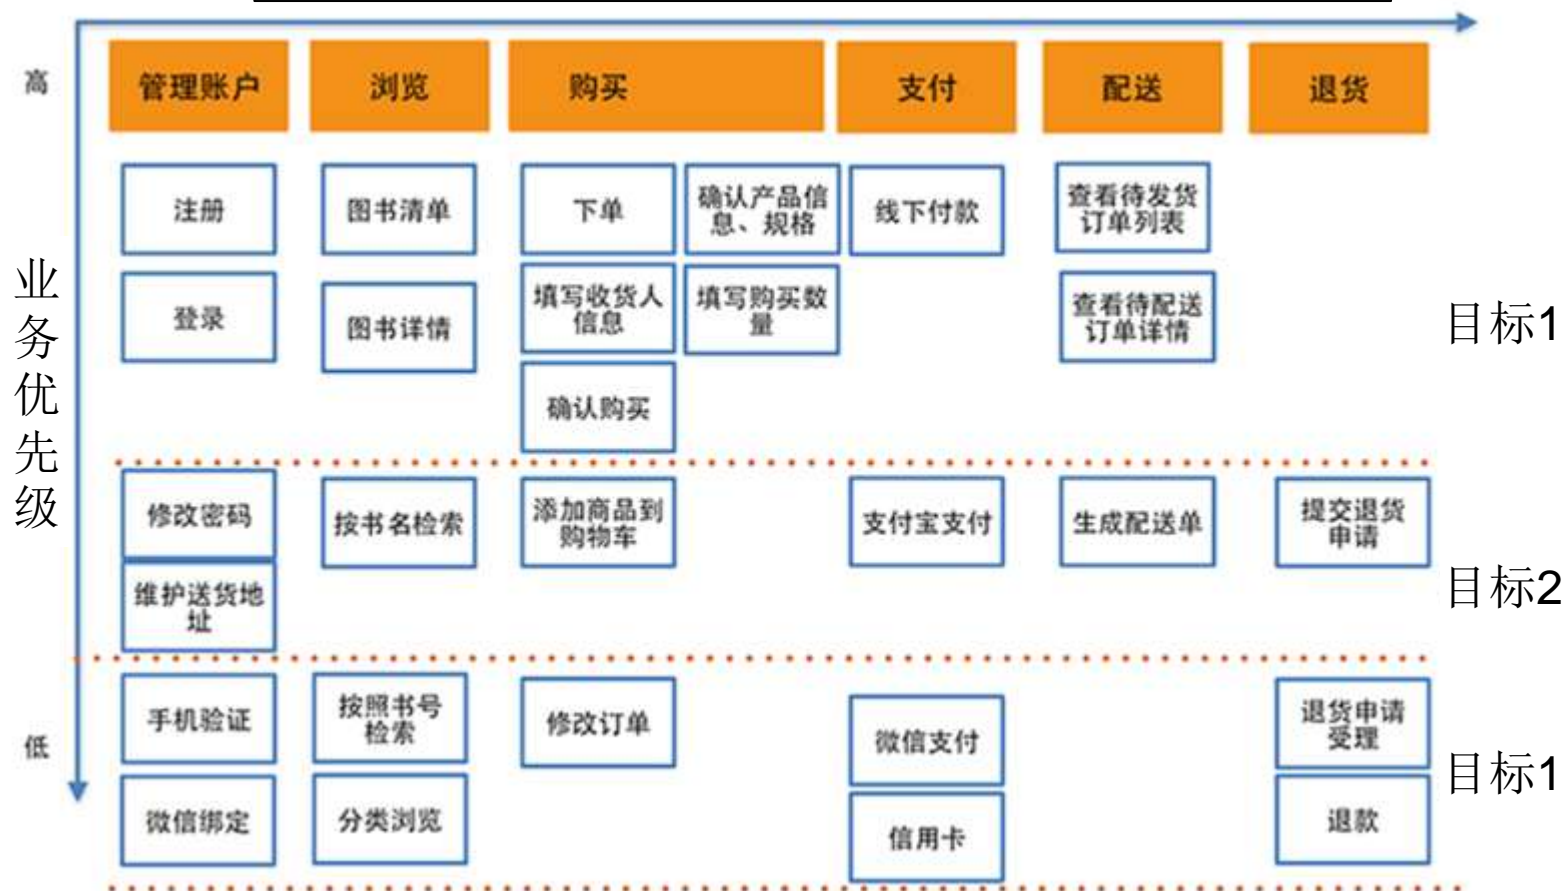 高
管理账户
浏览
购买
支付
配送
退货
注册
图书清单
下单
确认产品信
息、规格
线下付款
查看待发货
订单列表
业务优先级
登录
图书详情
填写收货人
信息
填写购买数
量
查看待配送
订单详情
目标1
确认购买
修改密码
按书名检索
添加商品到
购物车
支付宝支付
生成配送单
提交退货
申请
维护送货地
址
目标2
手机验证
按照书号
检索
修改订单
微信支付
退货申请
受理
低
目标1
微信绑定
分类浏览
信用卡
退款